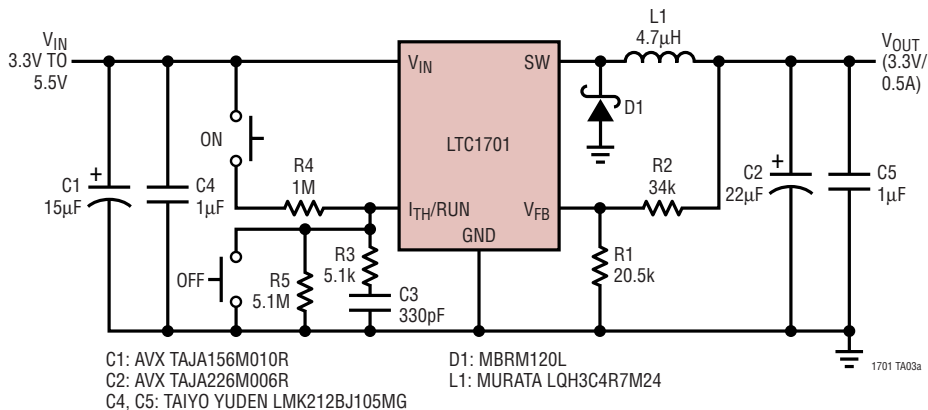 VIN
3.3V TO
5.5V
C1
15µF
+
C4
1µF
ON
OFF
R4
1M
R5
5.1M
R3
5.1k
C3
330pF
VIN
SW
LTC1701
ITH/RUN
VFB
GND
L1
4.7µH
D1
R2
34k
R1
20.5k
C2
22µF
+
C5
1µF
VOUT
(3.3V/
0.5A)
C1: AVX TAJA156M010R
C2: AVX TAJA226M006R
C4, C5: TAIYO YUDEN LMK212BJ105MG
D1: MBRM120L
L1: MURATA LQH3C4R7M24
1701 TA03a